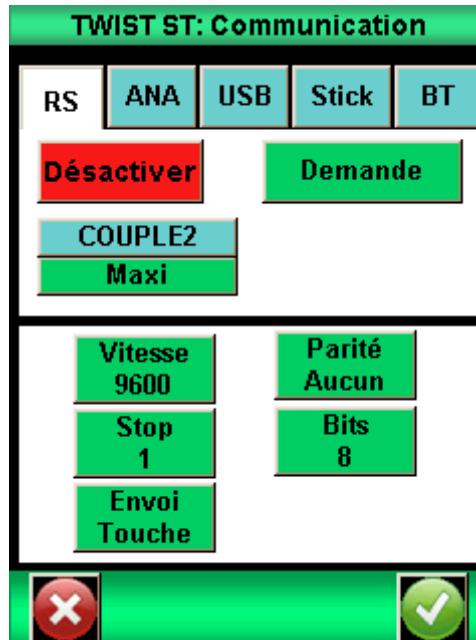 TWIST ST: Communication
RS ANA USB Stick BT
Désactiver Demande
COUPLE2
Maxi
Vitesse
9600
Parité
Aucun
Stop
1
Bits
8
Envoi
Touche